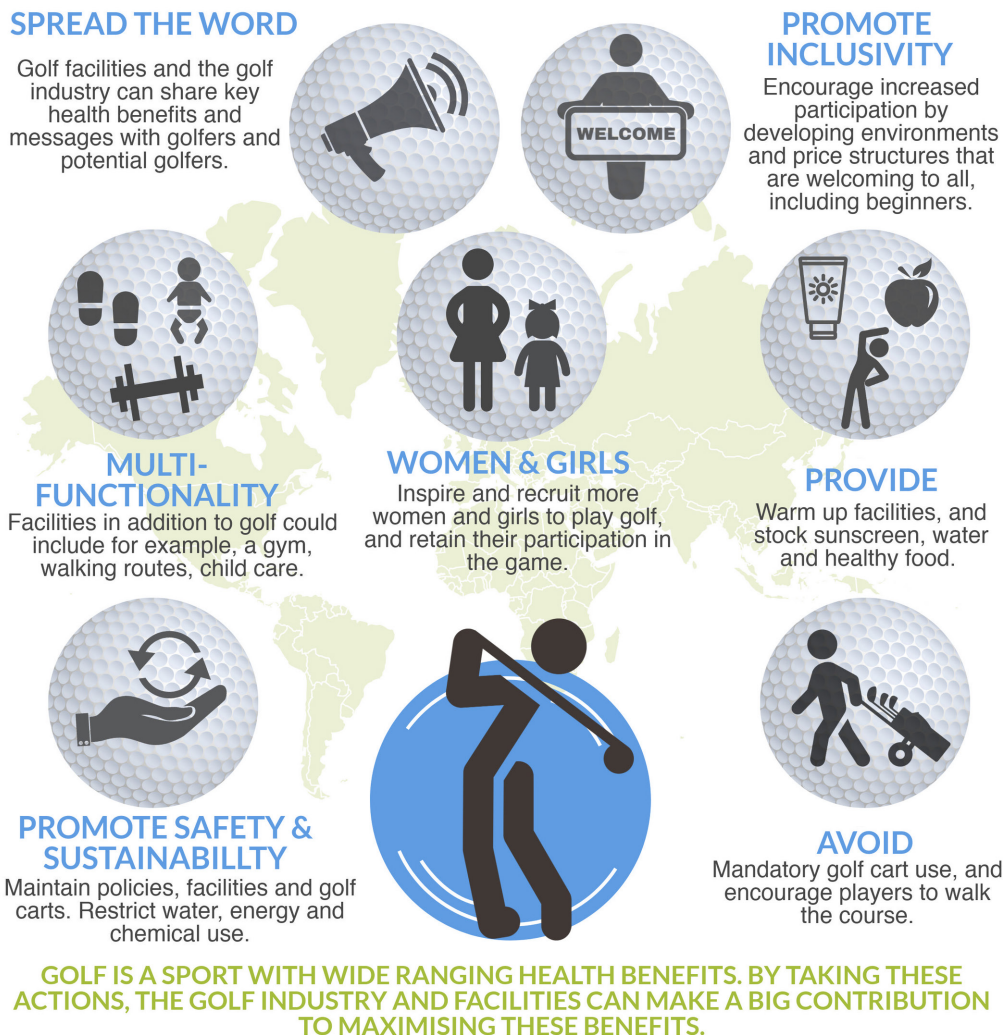 SPREAD THE WORD
Golf facilities and the golf
industry can share key
health benefits and
messages with golfers and
potential golfers.
WELCOME
PROMOTE
INCLUSIVITY
Encourage increased
participation by
developing environments
and price structures that
are welcoming to all,
including beginners.
MULTI-
FUNCTIONALITY
Facilities in addition to golf could
include for example, a gym,
walking routes, child care.
WOMEN & GIRLS
Inspire and recruit more
women and girls to play golf,
and retain their participation in
the game.
PROVIDE
Warm up facilities, and
stock sunscreen, water
and healthy food.
PROMOTE SAFETY &
SUSTAINABILLTY
Maintain policies, facilities and golf
carts. Restrict water, energy and
chemical use.
AVOID
Mandatory golf cart use, and
encourage players to walk
the course.
GOLF IS A SPORT WITH WIDE RANGING HEALTH BENEFITS. BY TAKING THESE
ACTIONS, THE GOLF INDUSTRY AND FACILITIES CAN MAKE A BIG CONTRIBUTION
TO MAXIMISING THESE BENEFITS.